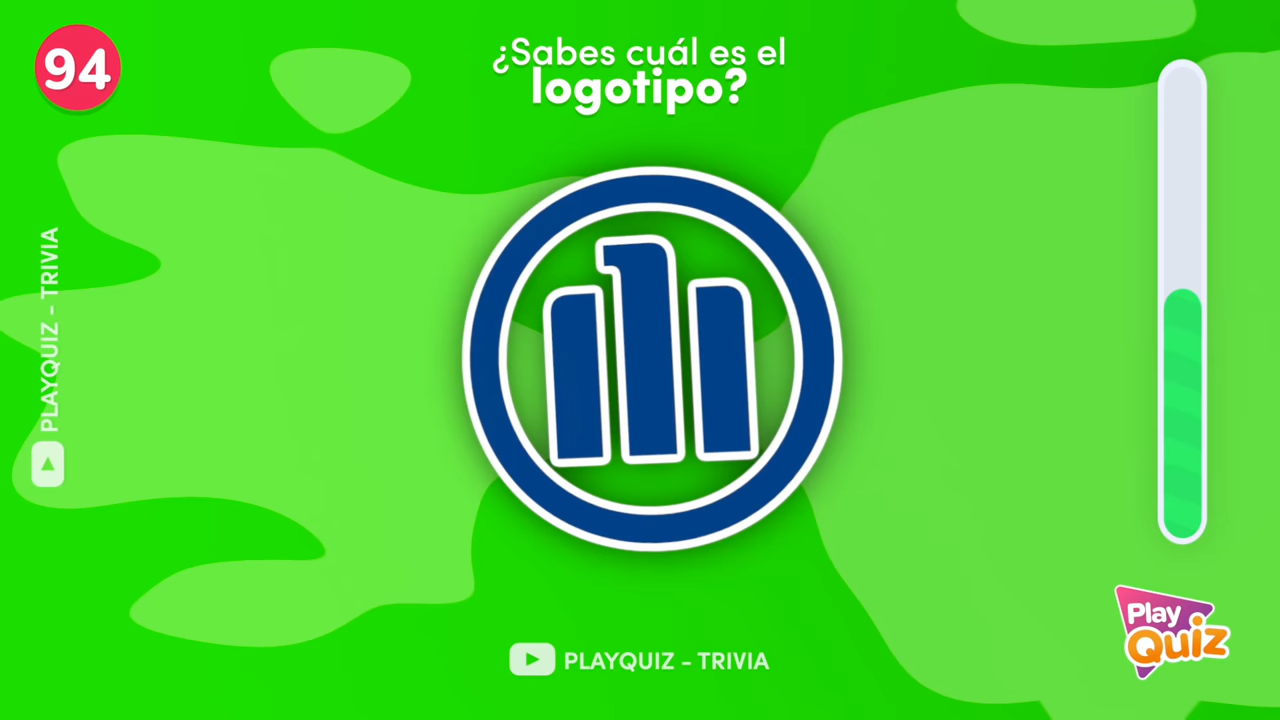 94
¿Sabes cuál es el
logotipo?
PLAYQUIZ - TRIVIA
Play
Quiz
PLAYQUIZ - TRIVIA